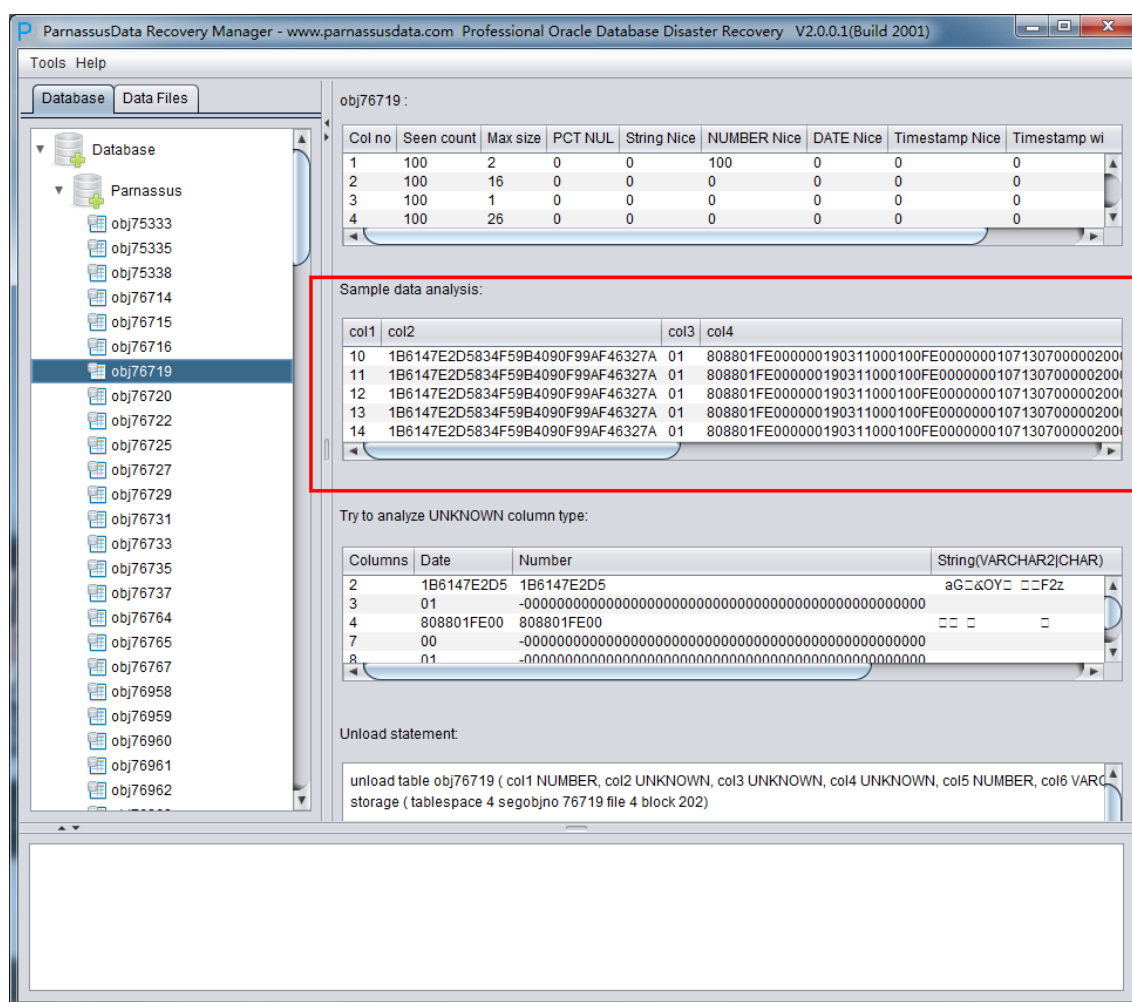 ParnassusData Recovery Manager - www.parnassusdata.com Professional Oracle Database Disaster Recovery V2.0.0.1(Build 2001)
Tools Help
Database Data Files
Database
Parnassus
obj75333
obj75335
obj75338
obj76714
obj76715
obj76716
obj76719
obj76720
obj76722
obj76725
obj76727
obj76729
obj76731
obj76733
obj76735
obj76737
obj76764
obj76765
obj76767
obj76958
obj76959
obj76960
obj76961
obj76962
obj76719 :
Col no Seen count Max size PCT NUL String Nice NUMBER Nice DATE Nice Timestamp Nice Timestamp wi
1 100 2 0 0 100 0 0 0
2 100 16 0 0 0 0 0 0
3 100 1 0 0 0 0 0 0
4 100 26 0 0 0 0 0 0
Sample data analysis:
col1 col2 col3 col4
10 1B6147E2D5834F59B4090F99AF46327A 01 808801FE000000190311000100FE0000000107130700000200
11 1B6147E2D5834F59B4090F99AF46327A 01 808801FE000000190311000100FE0000000107130700000200
12 1B6147E2D5834F59B4090F99AF46327A 01 808801FE000000190311000100FE0000000107130700000200
13 1B6147E2D5834F59B4090F99AF46327A 01 808801FE000000190311000100FE0000000107130700000200
14 1B6147E2D5834F59B4090F99AF46327A 01 808801FE000000190311000100FE0000000107130700000200
Try to analyze UNKNOWN column type:
Columns Date Number String(VARCHAR2|CHAR)
2 1B6147E2D5 1B6147E2D5
3 01
4 808801FE00 808801FE00
7 00
8 01
Unload statement:
unload table obj76719 ( col1 NUMBER, col2 UNKNOWN, col3 UNKNOWN, col4 UNKNOWN, col5 NUMBER, col6 VARC
storage ( tablespace 4 segobjno 76719 file 4 block 202)